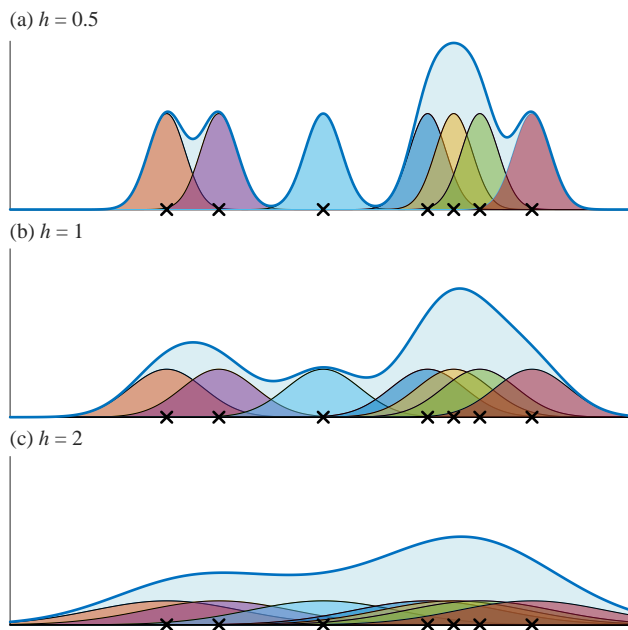 (a) h = 0.5
(b) h = 1
(c) h = 2